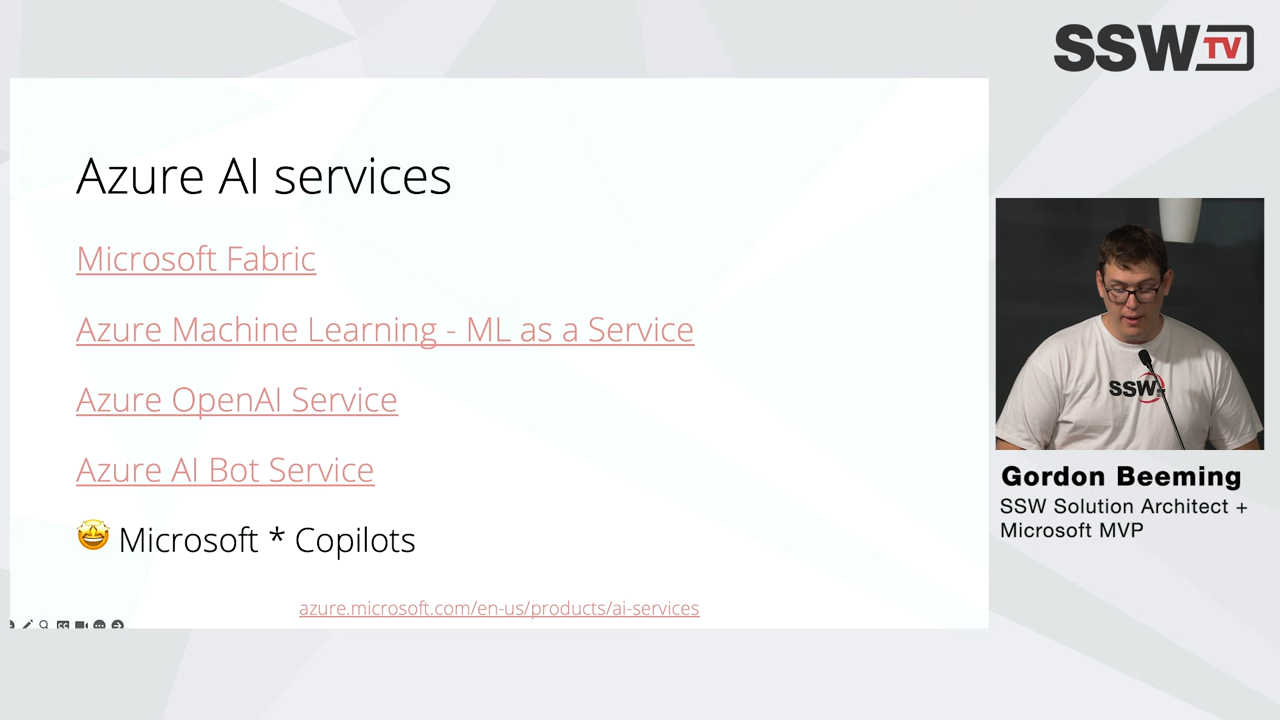 SSW TV
Azure AI services
Microsoft Fabric
Azure Machine Learning - ML as a Service
Azure OpenAI Service
Azure AI Bot Service
🤩 Microsoft * Copilots
azure.microsoft.com/en-us/products/ai-services
SSW
Gordon Beeming
SSW Solution Architect +
Microsoft MVP